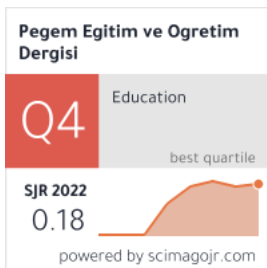 Pegem Egitim ve Ogretim
Dergisi
Q4
Education
best quartile
SJR 2022
0.18
powered by scimagojr.com